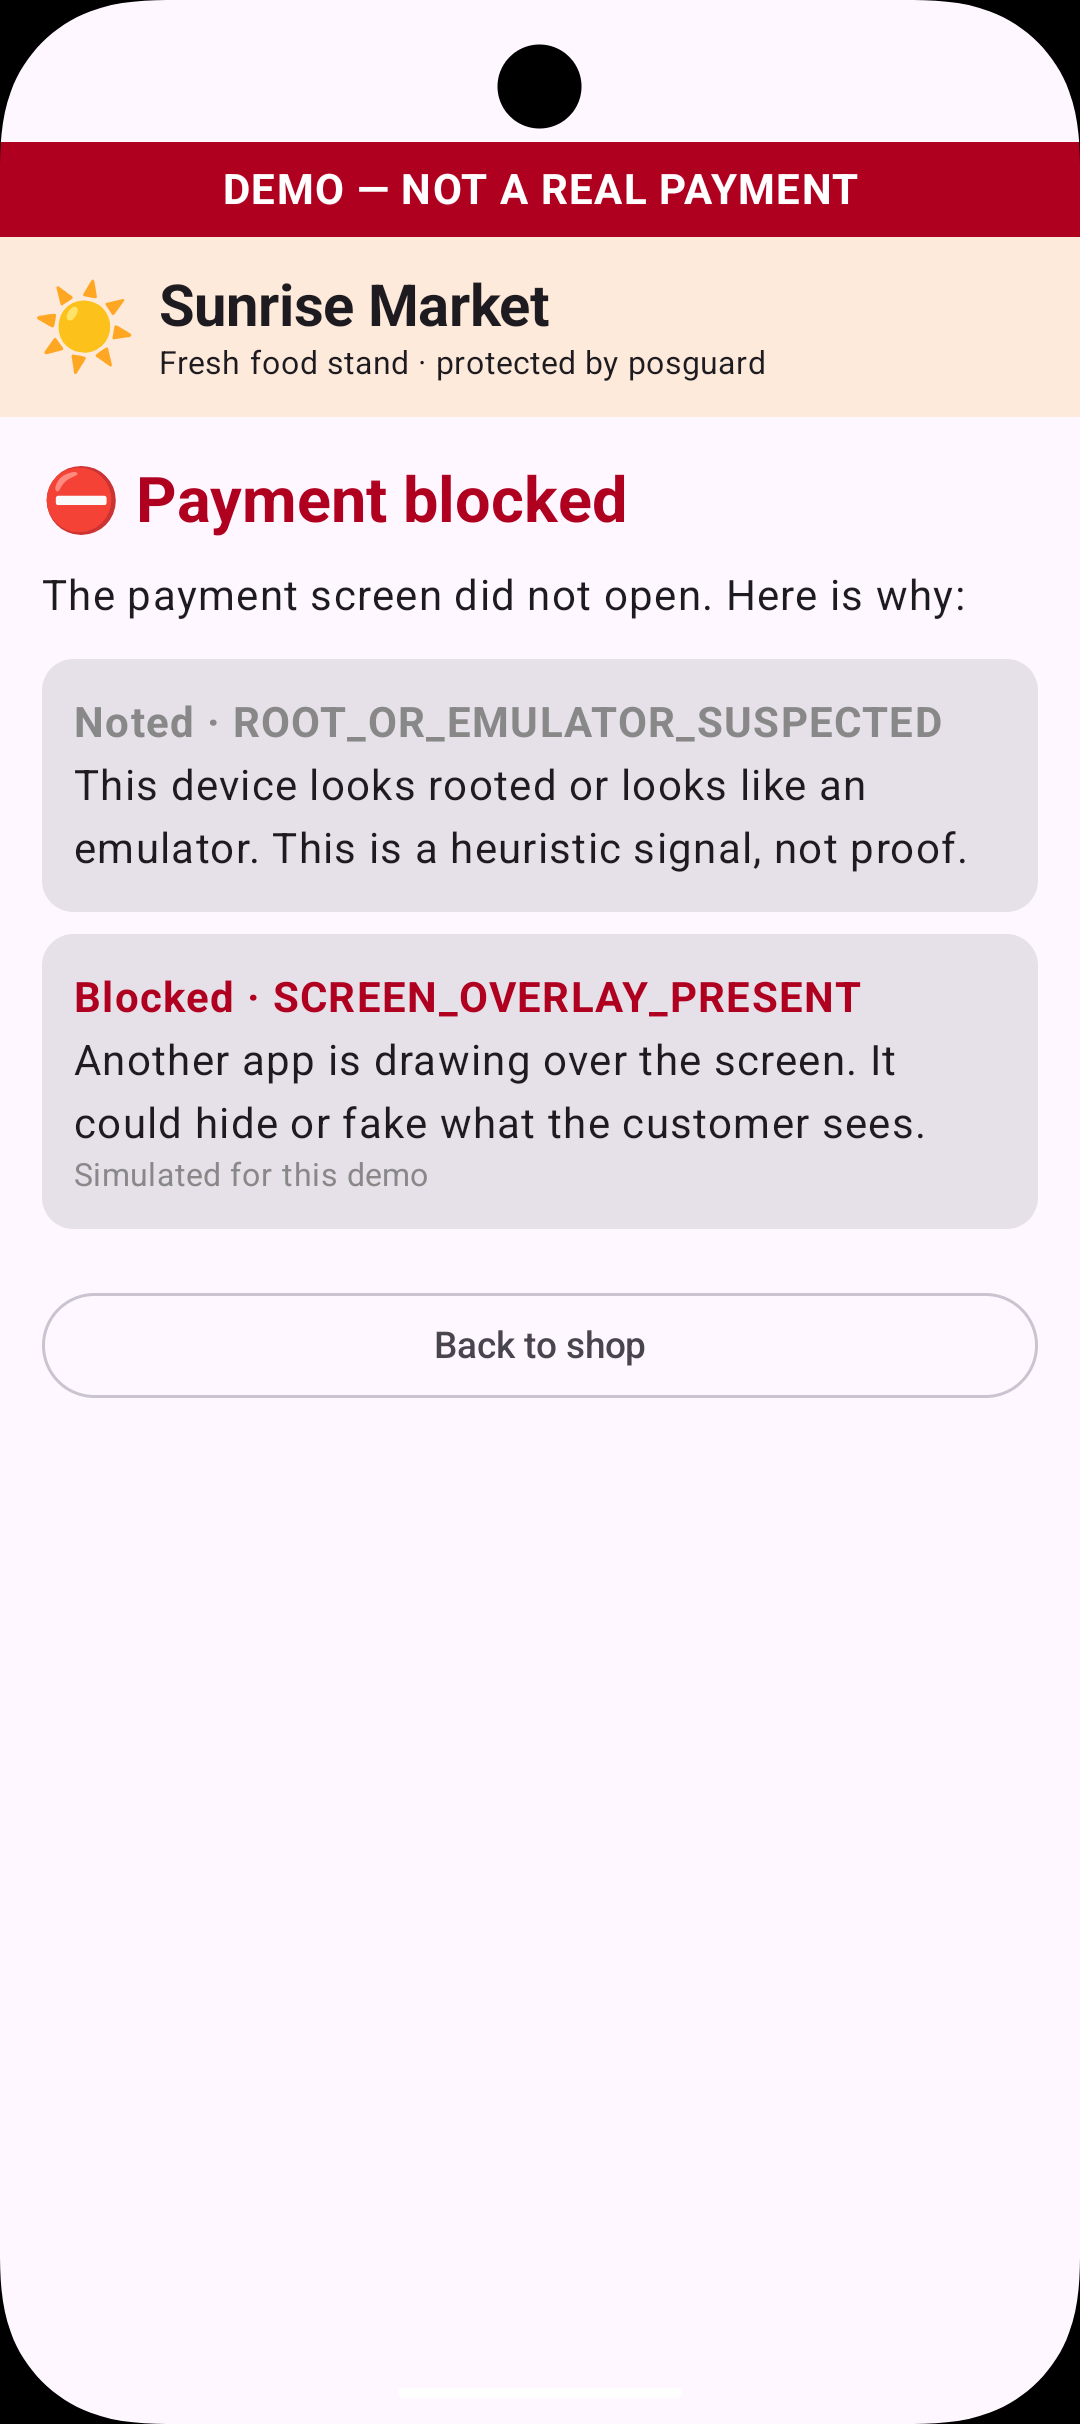 DEMO — NOT A REAL PAYMENT
Sunrise Market
Fresh food stand · protected by posguard
Payment blocked
The payment screen did not open. Here is why:
Noted · ROOT_OR_EMULATOR_SUSPECTED
This device looks rooted or looks like an
emulator. This is a heuristic signal, not proof.
Blocked · SCREEN_OVERLAY_PRESENT
Another app is drawing over the screen. It
could hide or fake what the customer sees.
Simulated for this demo
Back to shop